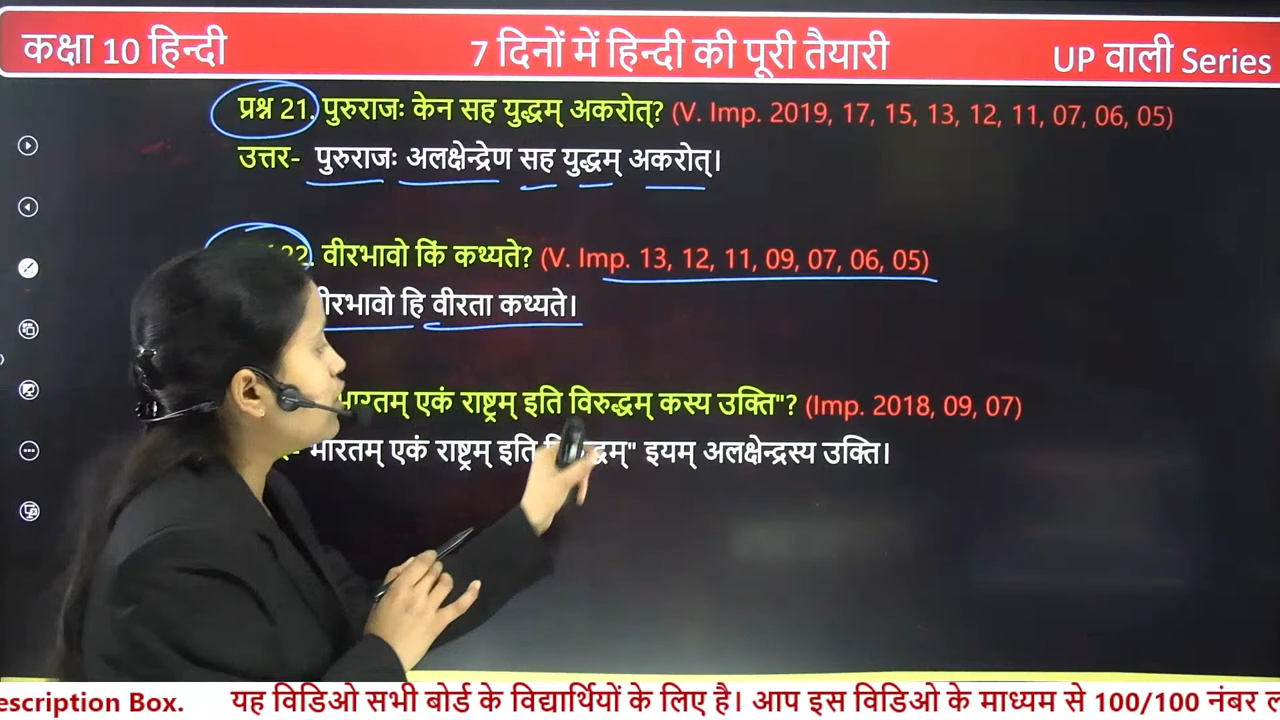 कक्षा 10 हिन्दी
7 दिनों में हिन्दी की पूरी तैयारी
UP वाली Series
प्रश्न 21. पुरुराजः केन सह युद्धम् अकरोत्? (V. Imp. 2019, 17, 15, 13, 12, 11, 07, 06, 05)
उत्तर- पुरुराजः अलक्षेन्द्रेण सह युद्धम् अकरोत्।
22. वीरभावो किं कथ्यते? (V. Imp. 13, 12, 11, 09, 07, 06, 05)
हि वीरता कथ्यते।
भारतम् एकं राष्ट्रम् इति विरुद्धम् कस्य उक्ति"? (Imp. 2018, 09, 07)
भारतम् एकं राष्ट्रम् इति इयम् अलक्षेन्द्रस्य उक्ति।
Box. यह विडिओ सभी बोर्ड के विद्यार्थियों के लिए है। आप इस विडिओ के माध्यम से 100/100 नंबर